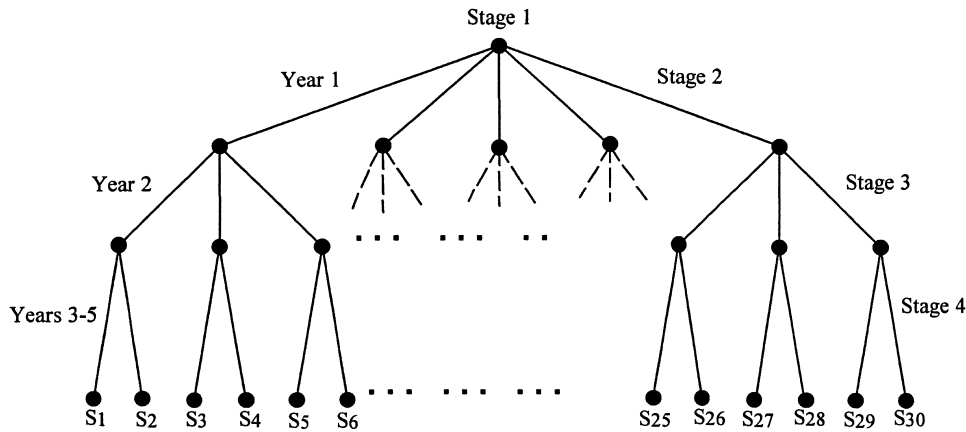 Stage 1
Year 1
Stage 2
Year 2
Stage 3
Years 3-5
Stage 4
S1 S2 S3 S4 S5 S6 S25 S26 S27 S28 S29 S30